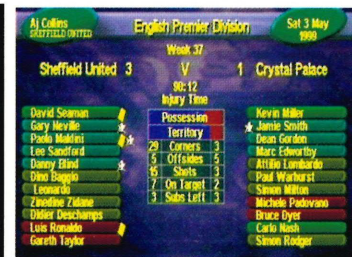 Aj Collins
SHEFFIELD UNITED
English Premier Division
Sat 3 May
1999
Week 37
Sheffield United 3 V 1 Crystal Palace
90:12
Injury Time
David Seaman
Gary Neville
Paolo Maldini
Lee Sandford
Danny Blind
Dino Baggio
Leonardo
Zinedine Zidane
Didier Deschamps
Luis Ronaldo
Gareth Taylor
Possession
Territory
29 Corners 3
5 Offsides 5
15 Shots 3
7 On Target 2
3 Subs Left 3
Kevin Miller
Jamie Smith
Dean Gordon
Marc Edworthy
Attilio Lombardo
Paul Warhurst
Simon Milton
Michele Padovano
Bruce Dyer
Carlo Nash
Simon Rodger